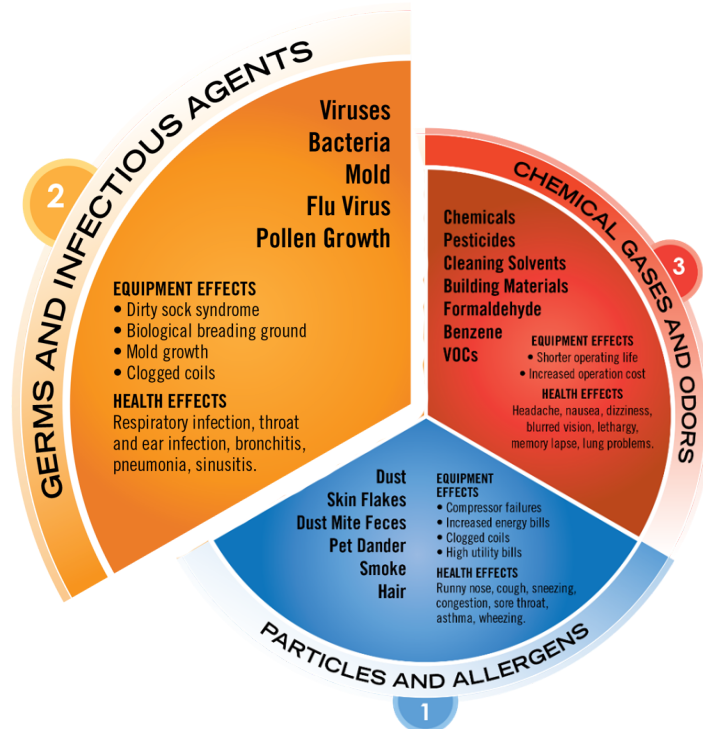 2
GERMS AND INFECTIOUS AGENTS
Viruses
Bacteria
Mold
Flu Virus
Pollen Growth
EQUIPMENT EFFECTS
• Dirty sock syndrome
• Biological breading ground
• Mold growth
• Clogged coils
HEALTH EFFECTS
Respiratory infection, throat
and ear infection, bronchitis,
pneumonia, sinusitis.
3
CHEMICAL GASES AND ODORS
Chemicals
Pesticides
Cleaning Solvents
Building Materials
Formaldehyde
Benzene
VOCs
EQUIPMENT EFFECTS
• Shorter operating life
• Increased operation cost
HEALTH EFFECTS
Headache, nausea, dizziness,
blurred vision, lethargy,
memory lapse, lung problems.
Dust
Skin Flakes
Dust Mite Feces
Pet Dander
Smoke
Hair
EQUIPMENT
EFFECTS
• Compressor failures
• Increased energy bills
• Clogged coils
• High utility bills
HEALTH EFFECTS
Runny nose, cough, sneezing,
congestion, sore throat,
asthma, wheezing.
PARTICLES AND ALLERGENS
1